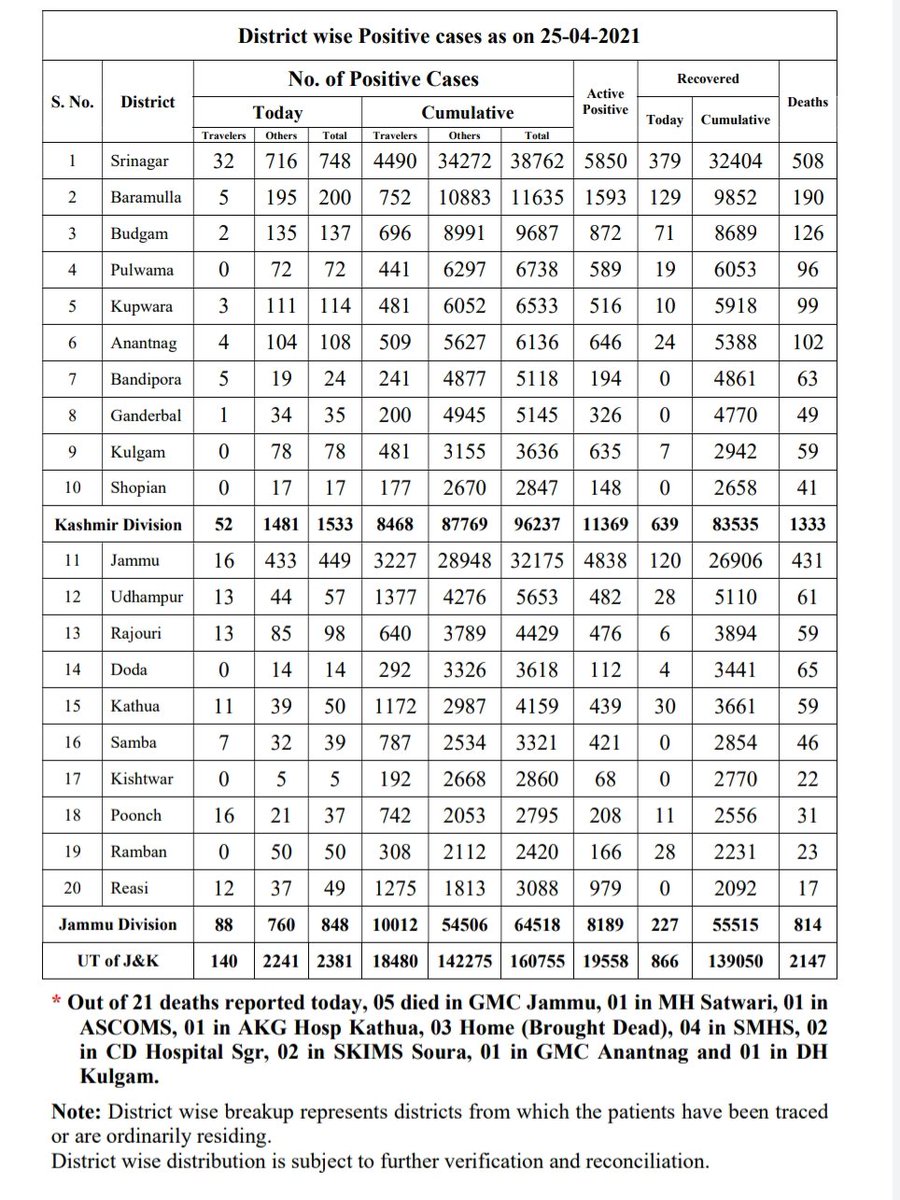 District wise Positive cases as on 25-04-2021
S. No. District No. of Positive Cases Active Positive Recovered Deaths
Today Cumulative Today Cumulative
Travelers Others Total Travelers Others Total
1 Srinagar 32 716 748 4490 34272 38762 5850 379 32404 508
2 Baramulla 5 195 200 752 10883 11635 1593 129 9852 190
3 Budgam 2 135 137 696 8991 9687 872 71 8689 126
4 Pulwama 0 72 72 441 6297 6738 589 19 6053 96
5 Kupwara 3 111 114 481 6052 6533 516 10 5918 99
6 Anantnag 4 104 108 509 5627 6136 646 24 5388 102
7 Bandipora 5 19 24 241 4877 5118 194 0 4861 63
8 Ganderbal 1 34 35 200 4945 5145 326 0 4770 49
9 Kulgam 0 78 78 481 3155 3636 635 7 2942 59
10 Shopian 0 17 17 177 2670 2847 148 0 2658 41
Kashmir Division 52 1481 1533 8468 87769 96237 11369 639 83535 1333
11 Jammu 16 433 449 3227 28948 32175 4838 120 26906 431
12 Udhampur 13 44 57 1377 4276 5653 482 28 5110 61
13 Rajouri 13 85 98 640 3789 4429 476 6 3894 59
14 Doda 0 14 14 292 3326 3618 112 4 3441 65
15 Kathua 11 39 50 1172 2987 4159 439 30 3661 59
16 Samba 7 32 39 787 2534 3321 421 0 2854 46
17 Kishtwar 0 5 5 192 2668 2860 68 0 2770 22
18 Poonch 16 21 37 742 2053 2795 208 11 2556 31
19 Ramban 0 50 50 308 2112 2420 166 28 2231 23
20 Reasi 12 37 49 1275 1813 3088 979 0 2092 17
Jammu Division 88 760 848 10012 54506 64518 8189 227 55515 814
UT of J&K 140 2241 2381 18480 142275 160755 19558 866 139050 2147
* Out of 21 deaths reported today, 05 died in GMC Jammu, 01 in MH Satwari, 01 in
ASCOMS, 01 in AKG Hosp Kathua, 03 Home (Brought Dead), 04 in SMHS, 02
in CD Hospital Sgr, 02 in SKIMS Soura, 01 in GMC Anantnag and 01 in DH
Kulgam.
Note: District wise breakup represents districts from which the patients have been traced
or are ordinarily residing.
District wise distribution is subject to further verification and reconciliation.